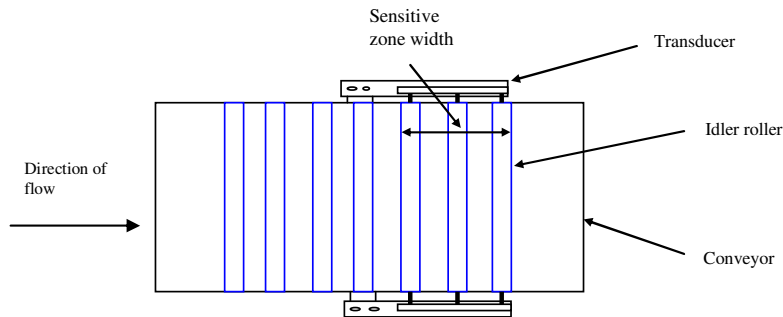 Sensitive
zone width
Transducer
Idler roller
Direction of
flow
Conveyor